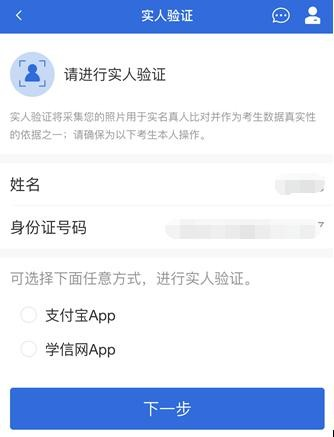 实人验证
请进行实人验证
实人验证将采集您的照片用于实名真人比对并作为考生数据真实性
的依据之一；请确保为以下考生本人操作。
姓名
身份证号码
可选择下面任意方式，进行实人验证。
支付宝App
学信网App
下一步